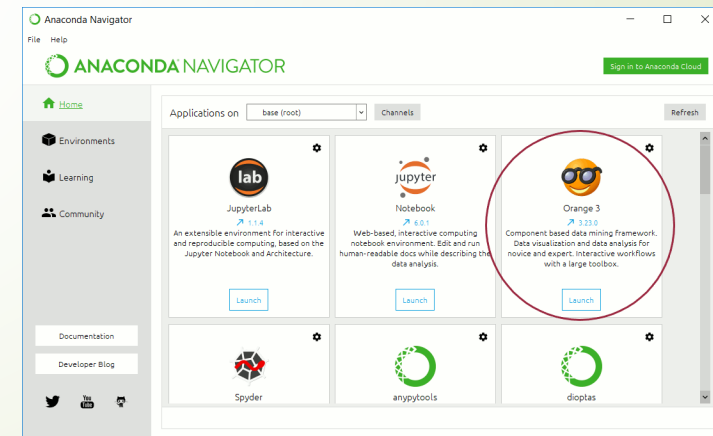 Anaconda Navigator
File Help
ANACONDA NAVIGATOR
Sign in to Anaconda Cloud
Home
Environments
Learning
Community
Documentation
Developer Blog
You
Tube
Applications on base (root) Channels Refresh
lab
JupyterLab
1.1.4
An extensible environment for interactive
and reproducible computing, based on the
Jupyter Notebook and Architecture.
Launch
jupyter
Notebook
6.0.1
Web-based, interactive computing
notebook environment. Edit and run
human-readable docs while describing the
data analysis.
Launch
Orange 3
3.23.0
Component based data mining framework.
Data visualization and data analysis for
novice and expert. Interactive workflows
with a large toolbox.
Launch
Spyder
anypytools
dioptas